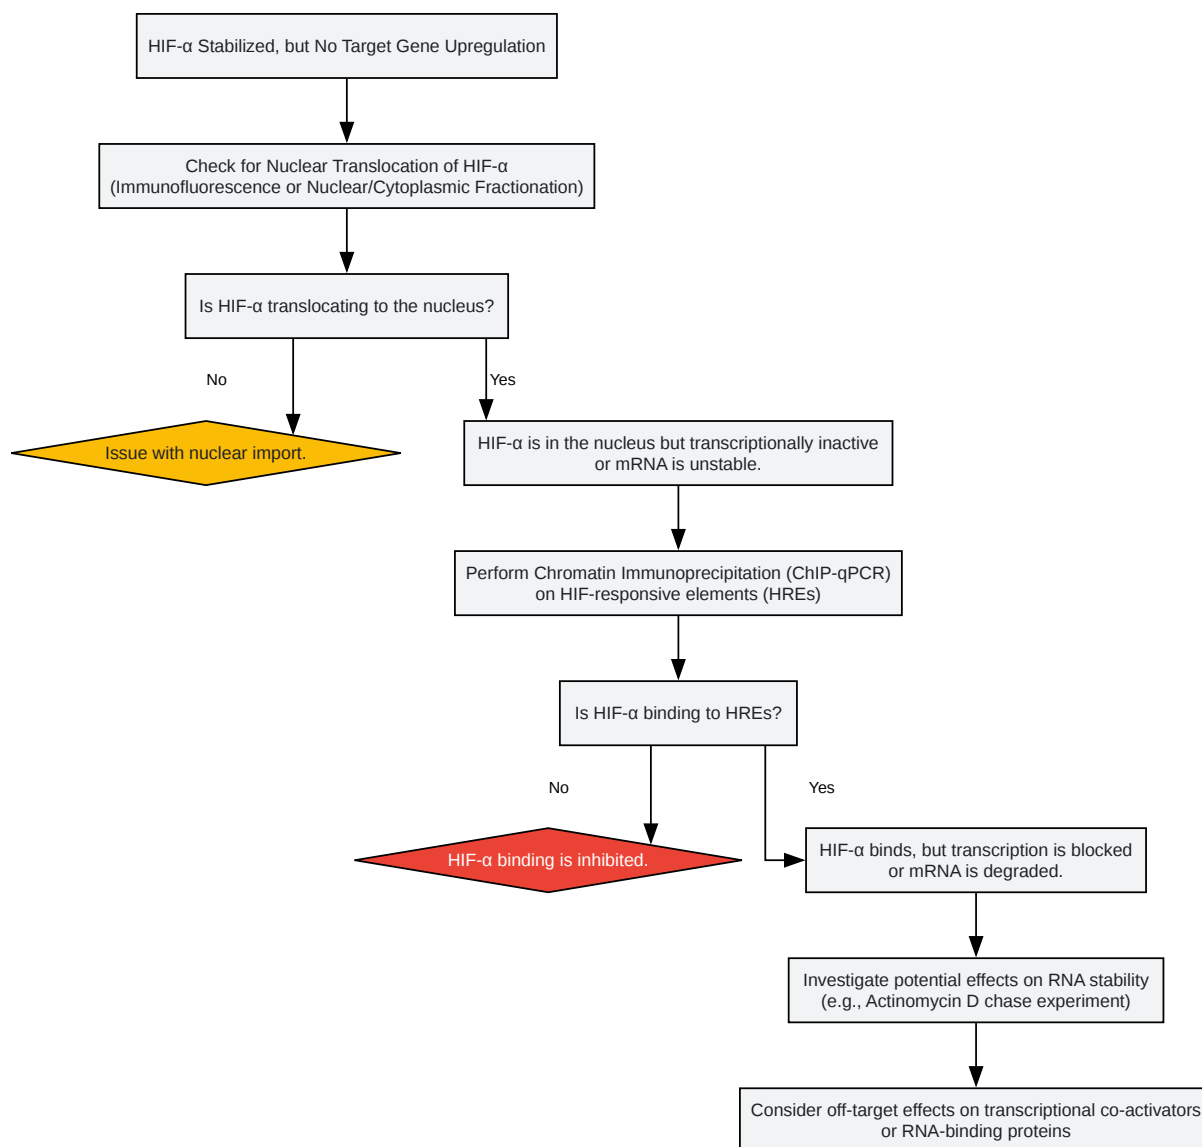 HIF-α Stabilized, but No Target Gene Upregulation
Check for Nuclear Translocation of HIF-α
(Immunofluorescence or Nuclear/Cytoplasmic Fractionation)
Is HIF-α translocating to the nucleus?
No
Yes
Issue with nuclear import.
HIF-α is in the nucleus but transcriptionally inactive
or mRNA is unstable.
Perform Chromatin Immunoprecipitation (ChIP-qPCR)
on HIF-responsive elements (HREs)
Is HIF-α binding to HREs?
No
Yes
HIF-α binding is inhibited.
HIF-α binds, but transcription is blocked
or mRNA is degraded.
Investigate potential effects on RNA stability
(e.g., Actinomycin D chase experiment)
Consider off-target effects on transcriptional co-activators
or RNA-binding proteins